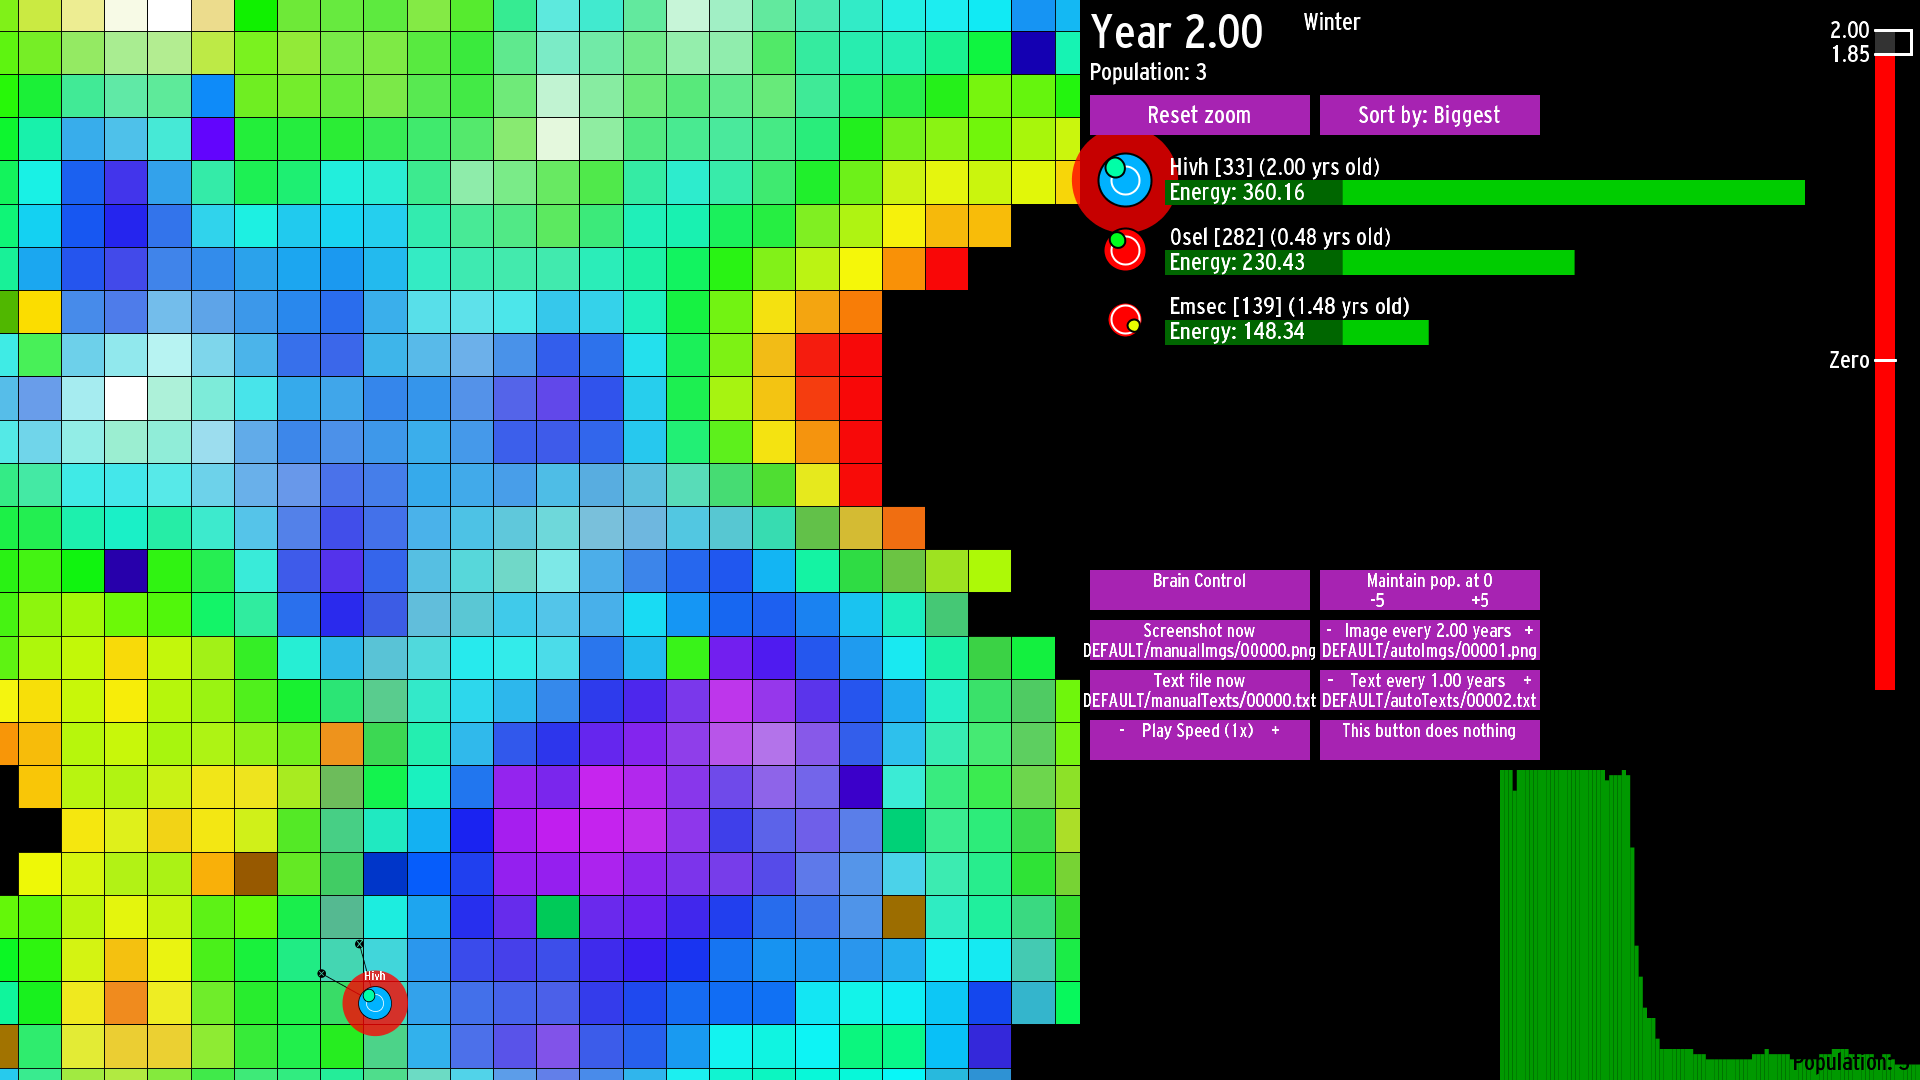 Year 2.00
Winter
Population: 3
Reset zoom
Sort by: Biggest
Hivh [33] (2.00 yrs old)
Energy: 360.16
Osel [282] (0.48 yrs old)
Energy: 230.43
Emsec [139] (1.48 yrs old)
Energy: 148.34
2.00
1.85
Zero
Brain Control
Maintain pop. at 0
-5 +5
Screenshot now
DEFAULT/manualImgs/00000.png
- Image every 2.00 years +
DEFAULT/autoImgs/00001.png
Text file now
DEFAULT/manualTexts/00000.txt
- Text every 1.00 years +
DEFAULT/autoTexts/00002.txt
- Play Speed (1x) +
This button does nothing
Hivh
Population: 3